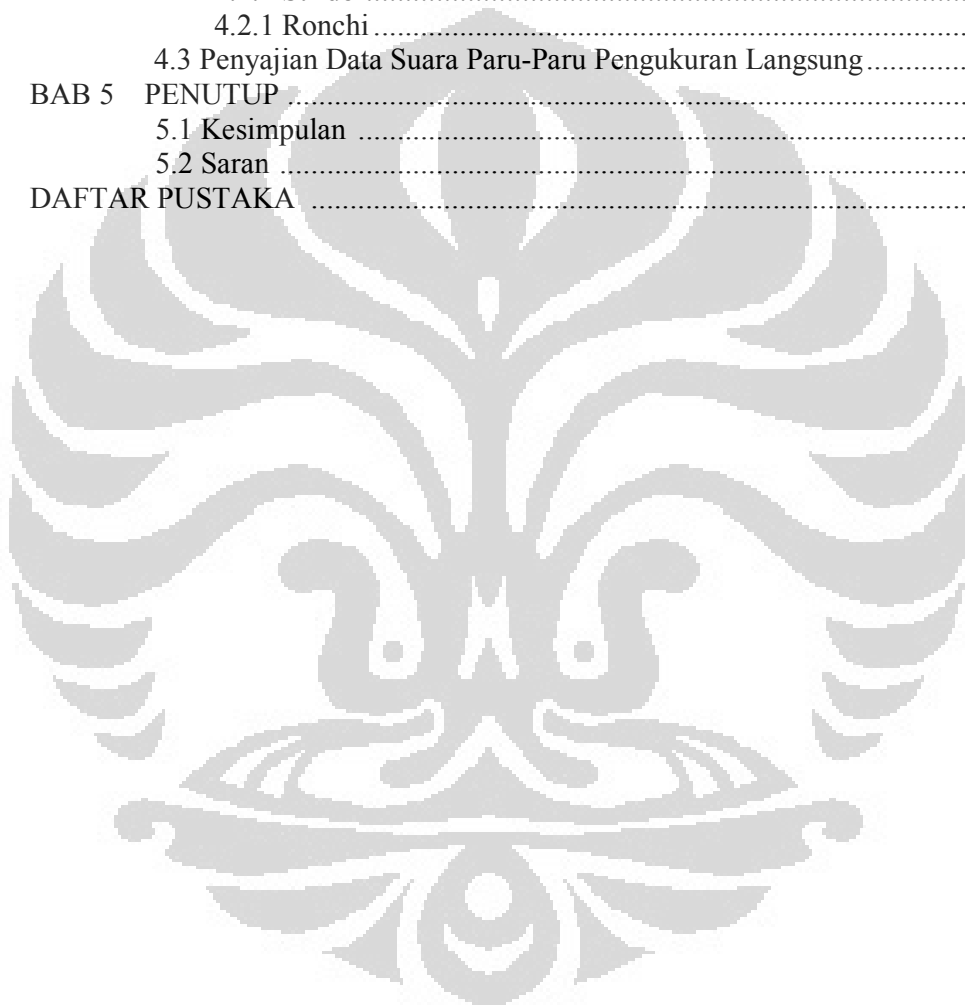 4.2.1 Ronchi ........................................................................
4.3 Penyajian Data Suara Paru-Paru Pengukuran Langsung .............
BAB 5 PENUTUP ........................................................................
5.1 Kesimpulan ........................................................................
5.2 Saran ........................................................................
DAFTAR PUSTAKA ........................................................................